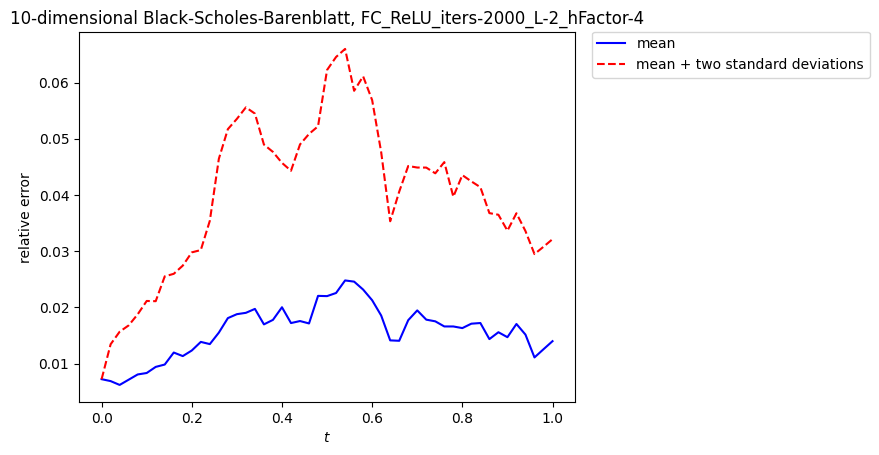 10-dimensional Black-Scholes-Barenblatt, FC_ReLU_iters-2000_L-2_hFactor-4
mean
mean + two standard deviations
relative error
0.06
0.05
0.04
0.03
0.02
0.01
0.0 0.2 0.4 0.6 0.8 1.0
t